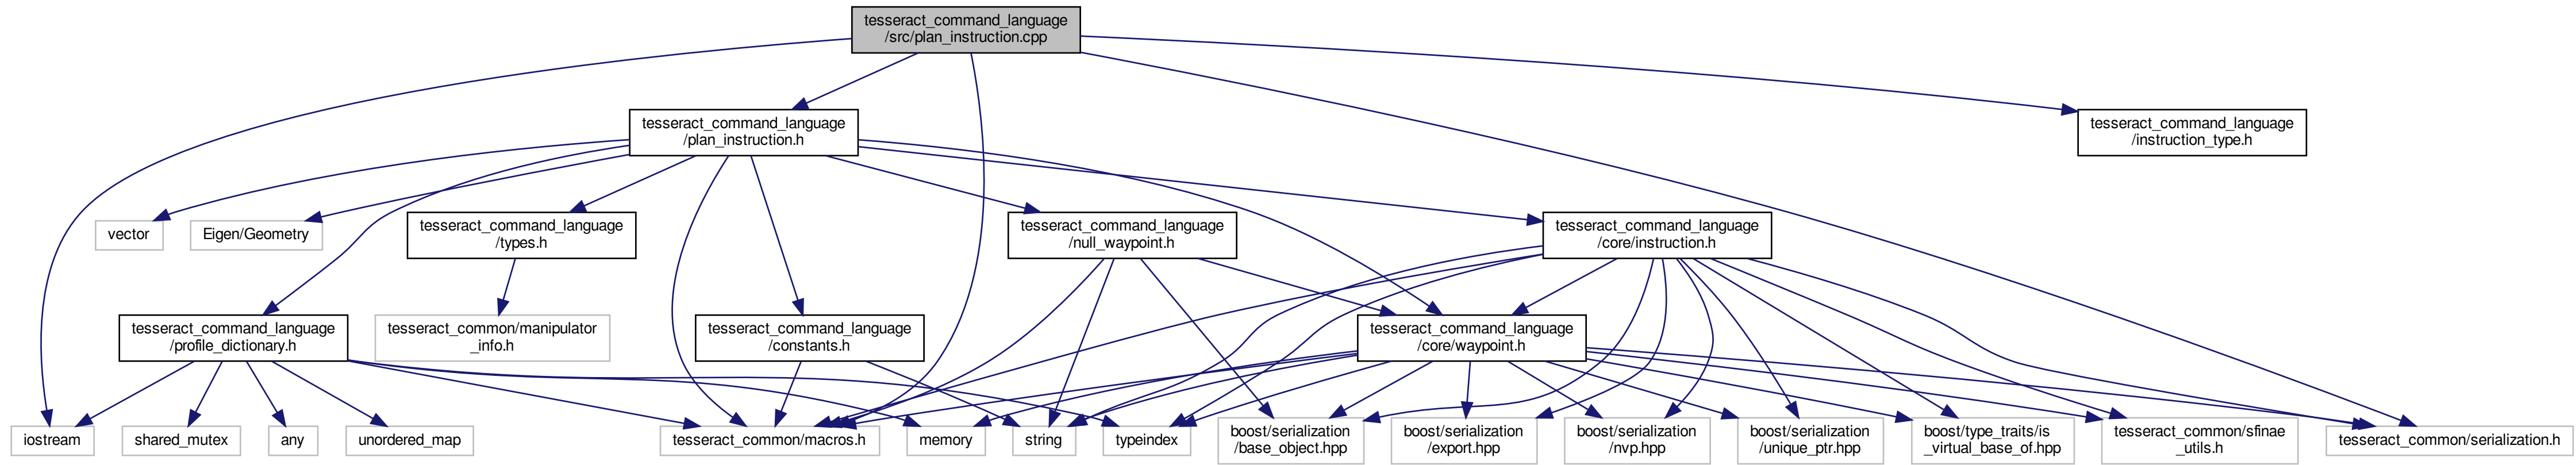 tesseract_command_language
/src/plan_instruction.cpp
tesseract_command_language
/plan_instruction.h
tesseract_command_language
/instruction_type.h
vector
Eigen/Geometry
tesseract_command_language
/types.h
tesseract_command_language
/null_waypoint.h
tesseract_command_language
/core/instruction.h
tesseract_command_language
/profile_dictionary.h
tesseract_common/manipulator
_info.h
tesseract_command_language
/constants.h
tesseract_command_language
/core/waypoint.h
iostream
shared_mutex
any
unordered_map
tesseract_common/macros.h
memory
string
typeindex
boost/serialization
/base_object.hpp
boost/serialization
/export.hpp
boost/serialization
/nvp.hpp
boost/serialization
/unique_ptr.hpp
boost/type_traits/is
_virtual_base_of.hpp
tesseract_common/sfinae
_utils.h
tesseract_common/serialization.h